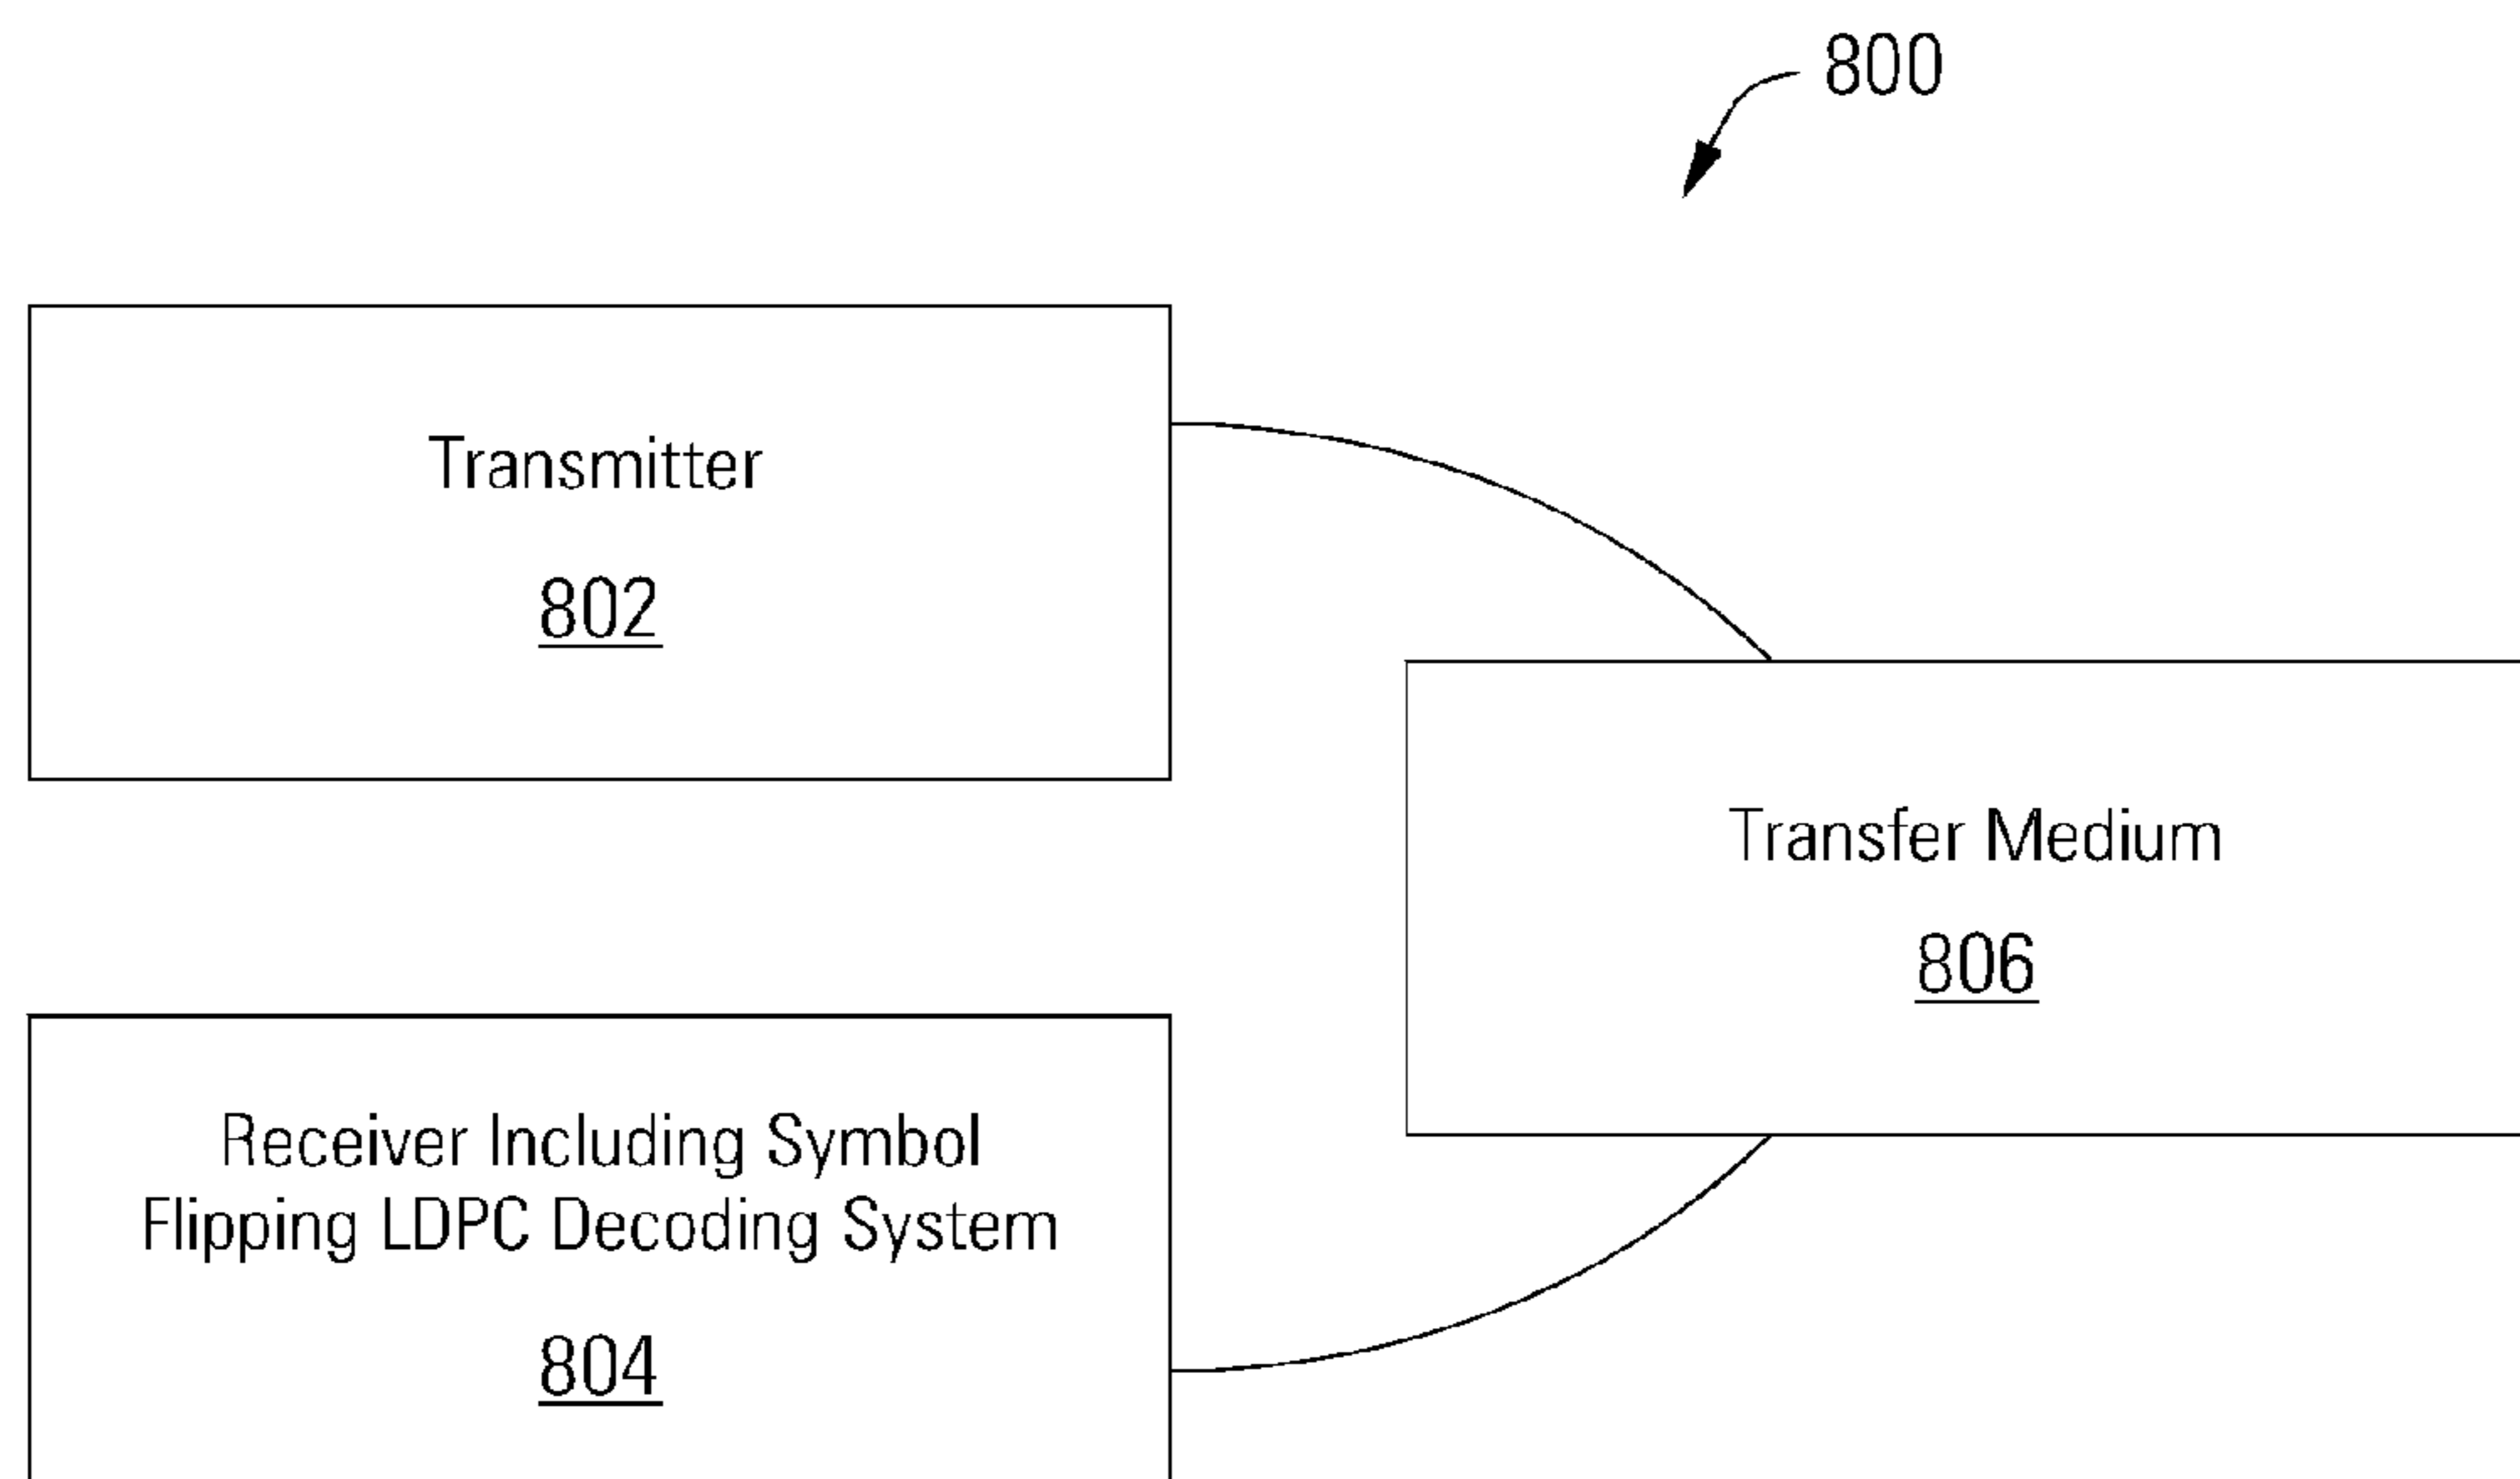 800
Transmitter
802
Transfer Medium
806
Receiver Including Symbol
Flipping LDPC Decoding System
804